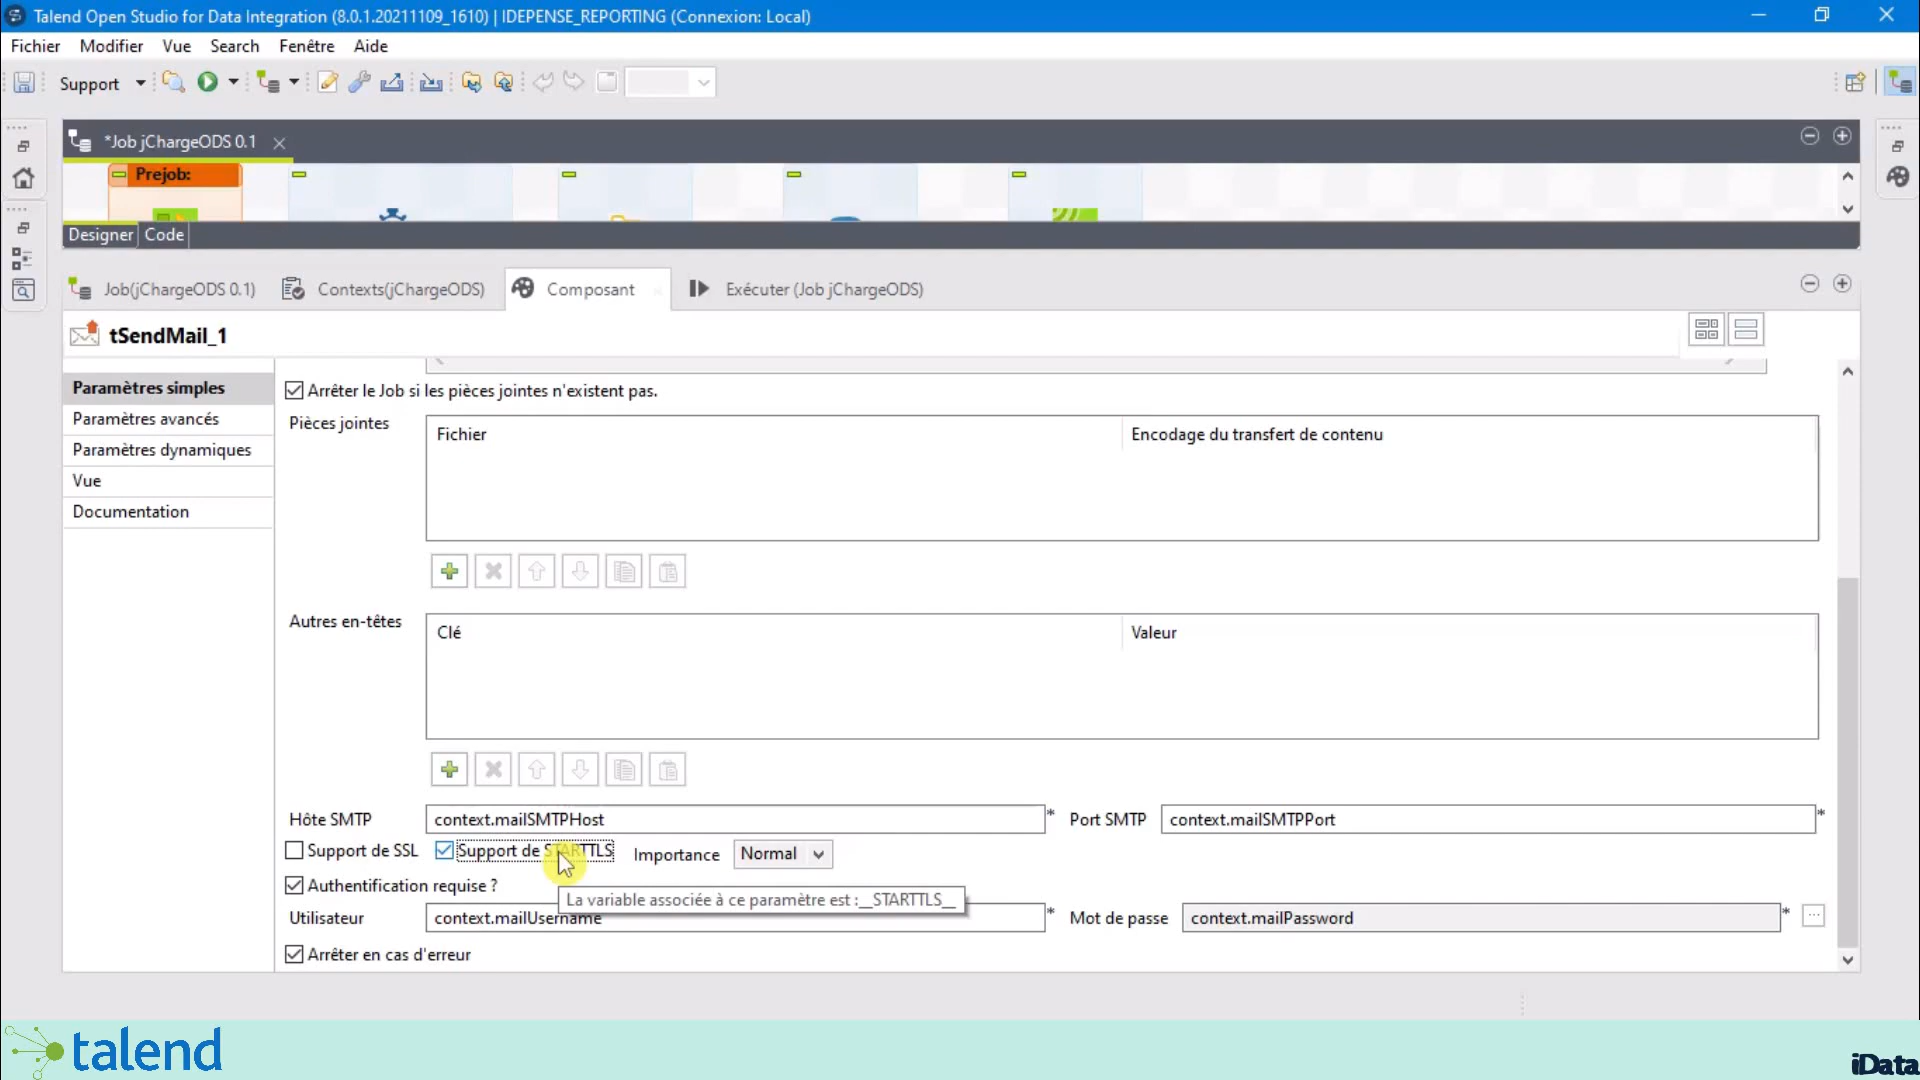 Talend Open Studio for Data Integration (8.0.1.20211109_1610) | IDEPENSE_REPORTING (Connexion: Local)
Fichier Modifier Vue Search Fenêtre Aide
Support
*Job jChargeODS 0.1
Prejob:
Designer Code
Job(jChargeODS 0.1) Contexts(jChargeODS) Composant Exécuter (Job jChargeODS)
tSendMail_1
Paramètres simples
Paramètres avancés
Paramètres dynamiques
Vue
Documentation
Arrêter le Job si les pièces jointes n'existent pas.
Pièces jointes
Fichier Encodage du transfert de contenu
Autres en-têtes
Clé Valeur
Hôte SMTP context.mailSMTPHost * Port SMTP context.mailSMTPPort *
Support de SSL Support de STARTTLS Importance Normal
Authentification requise ?
La variable associée à ce paramètre est :__STARTTLS__
Utilisateur context.mailUsername * Mot de passe context.mailPassword * ...
Arrêter en cas d'erreur
talend
iData